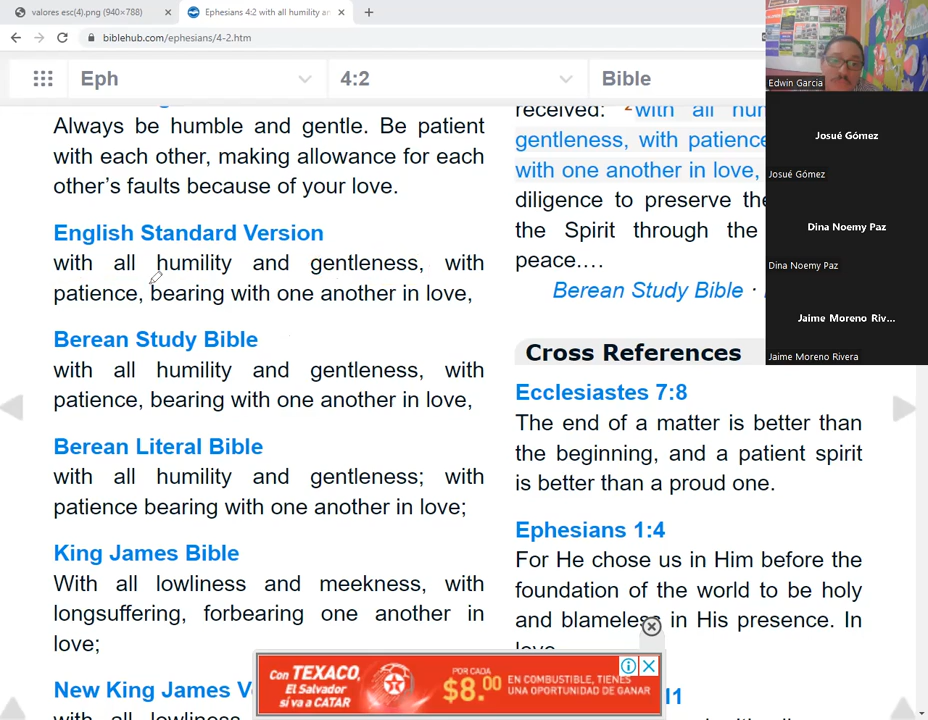 valores esc(4).png (940×788)
Ephesians 4:2 with all humility an
biblehub.com/ephesians/4-2.htm
Eph
4:2
Bible
Always be humble and gentle. Be patient
with each other, making allowance for each
other's faults because of your love.
English Standard Version
with all humility and gentleness, with
patience, bearing with one another in love,
Berean Study Bible
with all humility and gentleness, with
patience, bearing with one another in love,
Berean Literal Bible
with all humility and gentleness; with
patience bearing with one another in love;
King James Bible
With all lowliness and meekness, with
longsuffering, forbearing one another in
love;
New King James V
with all lowliness
received: 2with all hum
gentleness, with patience
with one another in love,
diligence to preserve the
the Spirit through the
peace.…
Berean Study Bible ·
Cross References
Ecclesiastes 7:8
The end of a matter is better than
the beginning, and a patient spirit
is better than a proud one.
Ephesians 1:4
For He chose us in Him before the
foundation of the world to be holy
and blameless in His presence. In
love
Con TEXACO,
El Salvador
sí va a CATAR
POR CADA
$8.00
EN COMBUSTIBLE, TIENES
UNA OPORTUNIDAD DE GANAR
Edwin Garcia
Josué Gómez
Josué Gómez
Dina Noemy Paz
Dina Noemy Paz
Jaime Moreno Riv...
Jaime Moreno Rivera